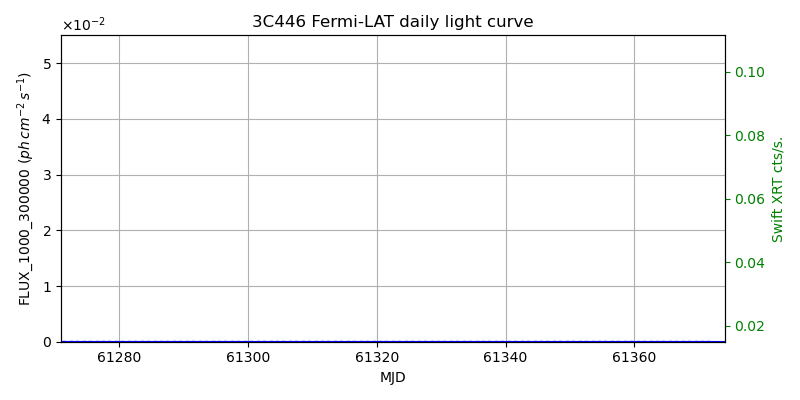 3C446 Fermi-LAT daily light curve
×10⁻²
FLUX_1000_300000 (ph cm⁻² s⁻¹)
5
4
3
2
1
0
0.10
0.08
0.06
0.04
0.02
Swift XRT cts/s.
61280 61300 61320 61340 61360
MJD